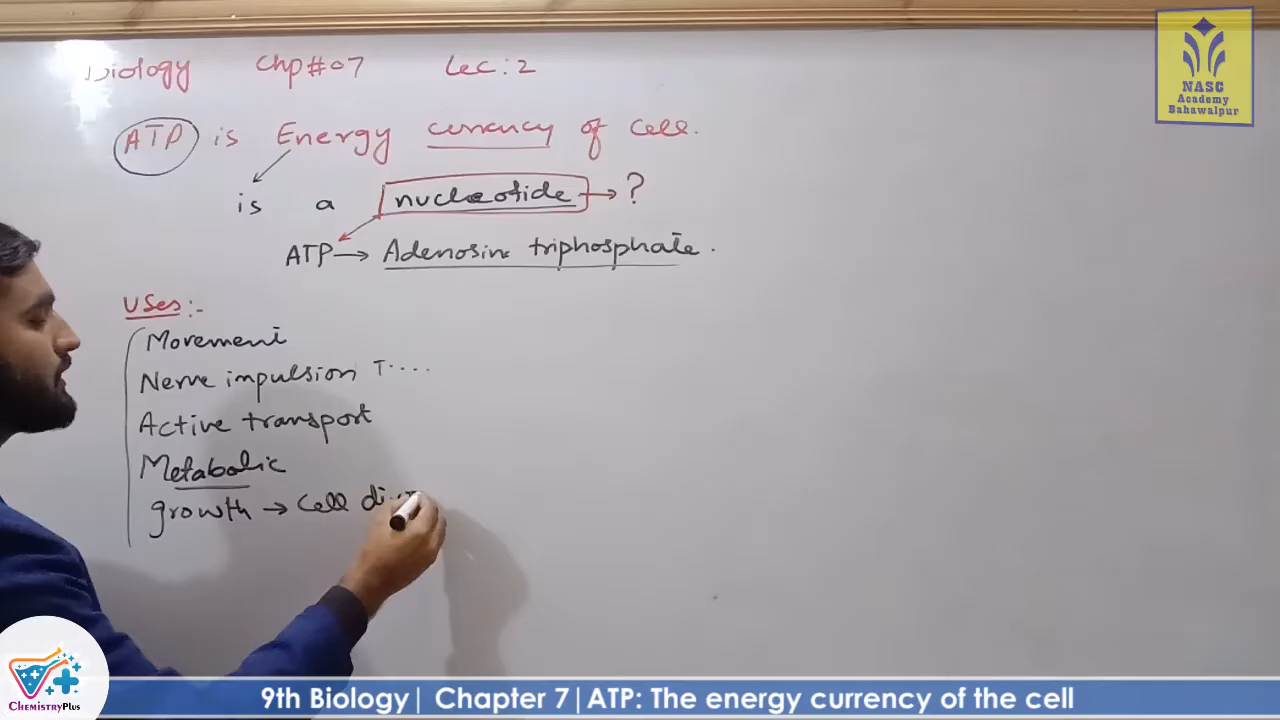 Biology Chp#07 Lec:2
ATP is Energy currency of cell.
is a nucleotide → ?
ATP → Adenosine triphosphate.
Uses:-
Movement
Nerve impulsion T....
Active transport
Metabolic
growth → Cell
NASC
Academy
Bahawalpur
CHEMISTRYPLUS
9th Biology| Chapter 7|ATP: The energy currency of the cell